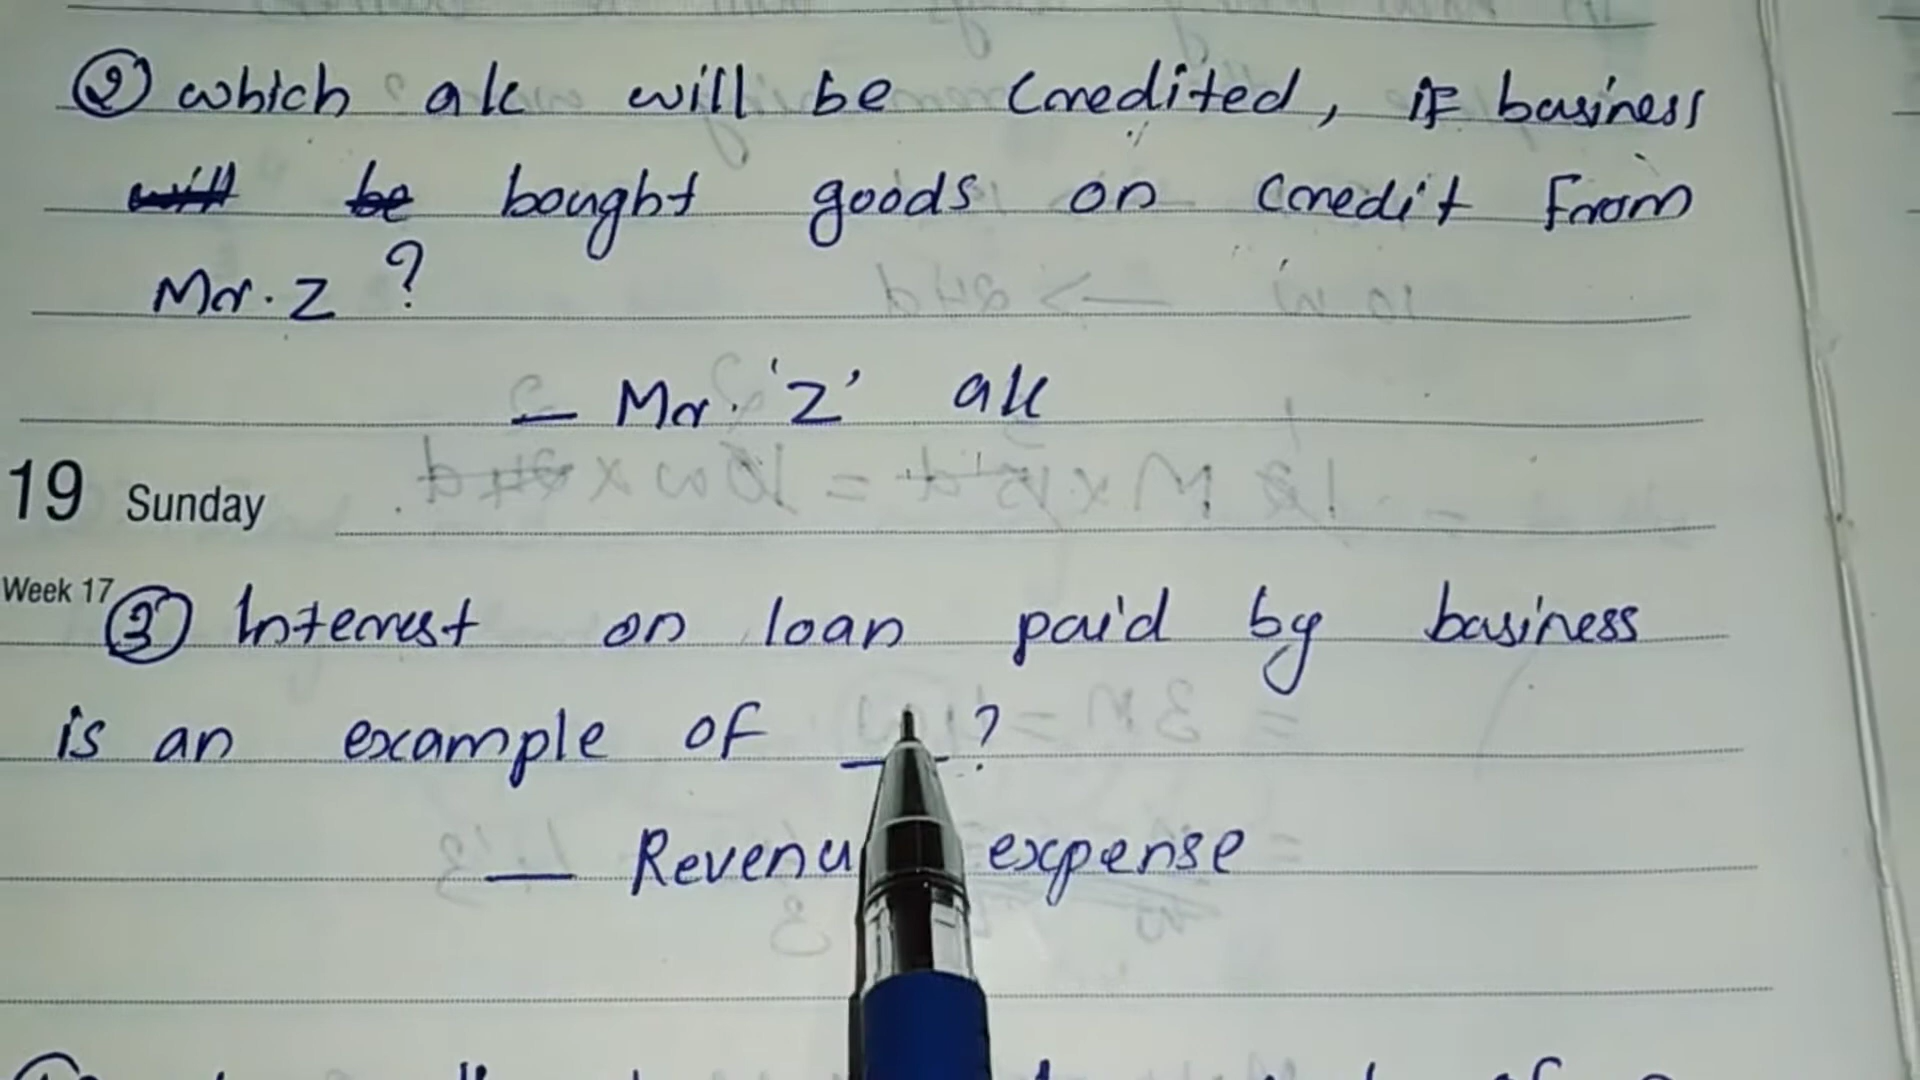 ② which a/c will be credited, if business
will be bought goods on credit from
Mr. Z ?
— Mr. 'Z' a/c
19 Sunday
Week 17
③ Interest on loan paid by business
is an example of __ ?
— Revenu expense